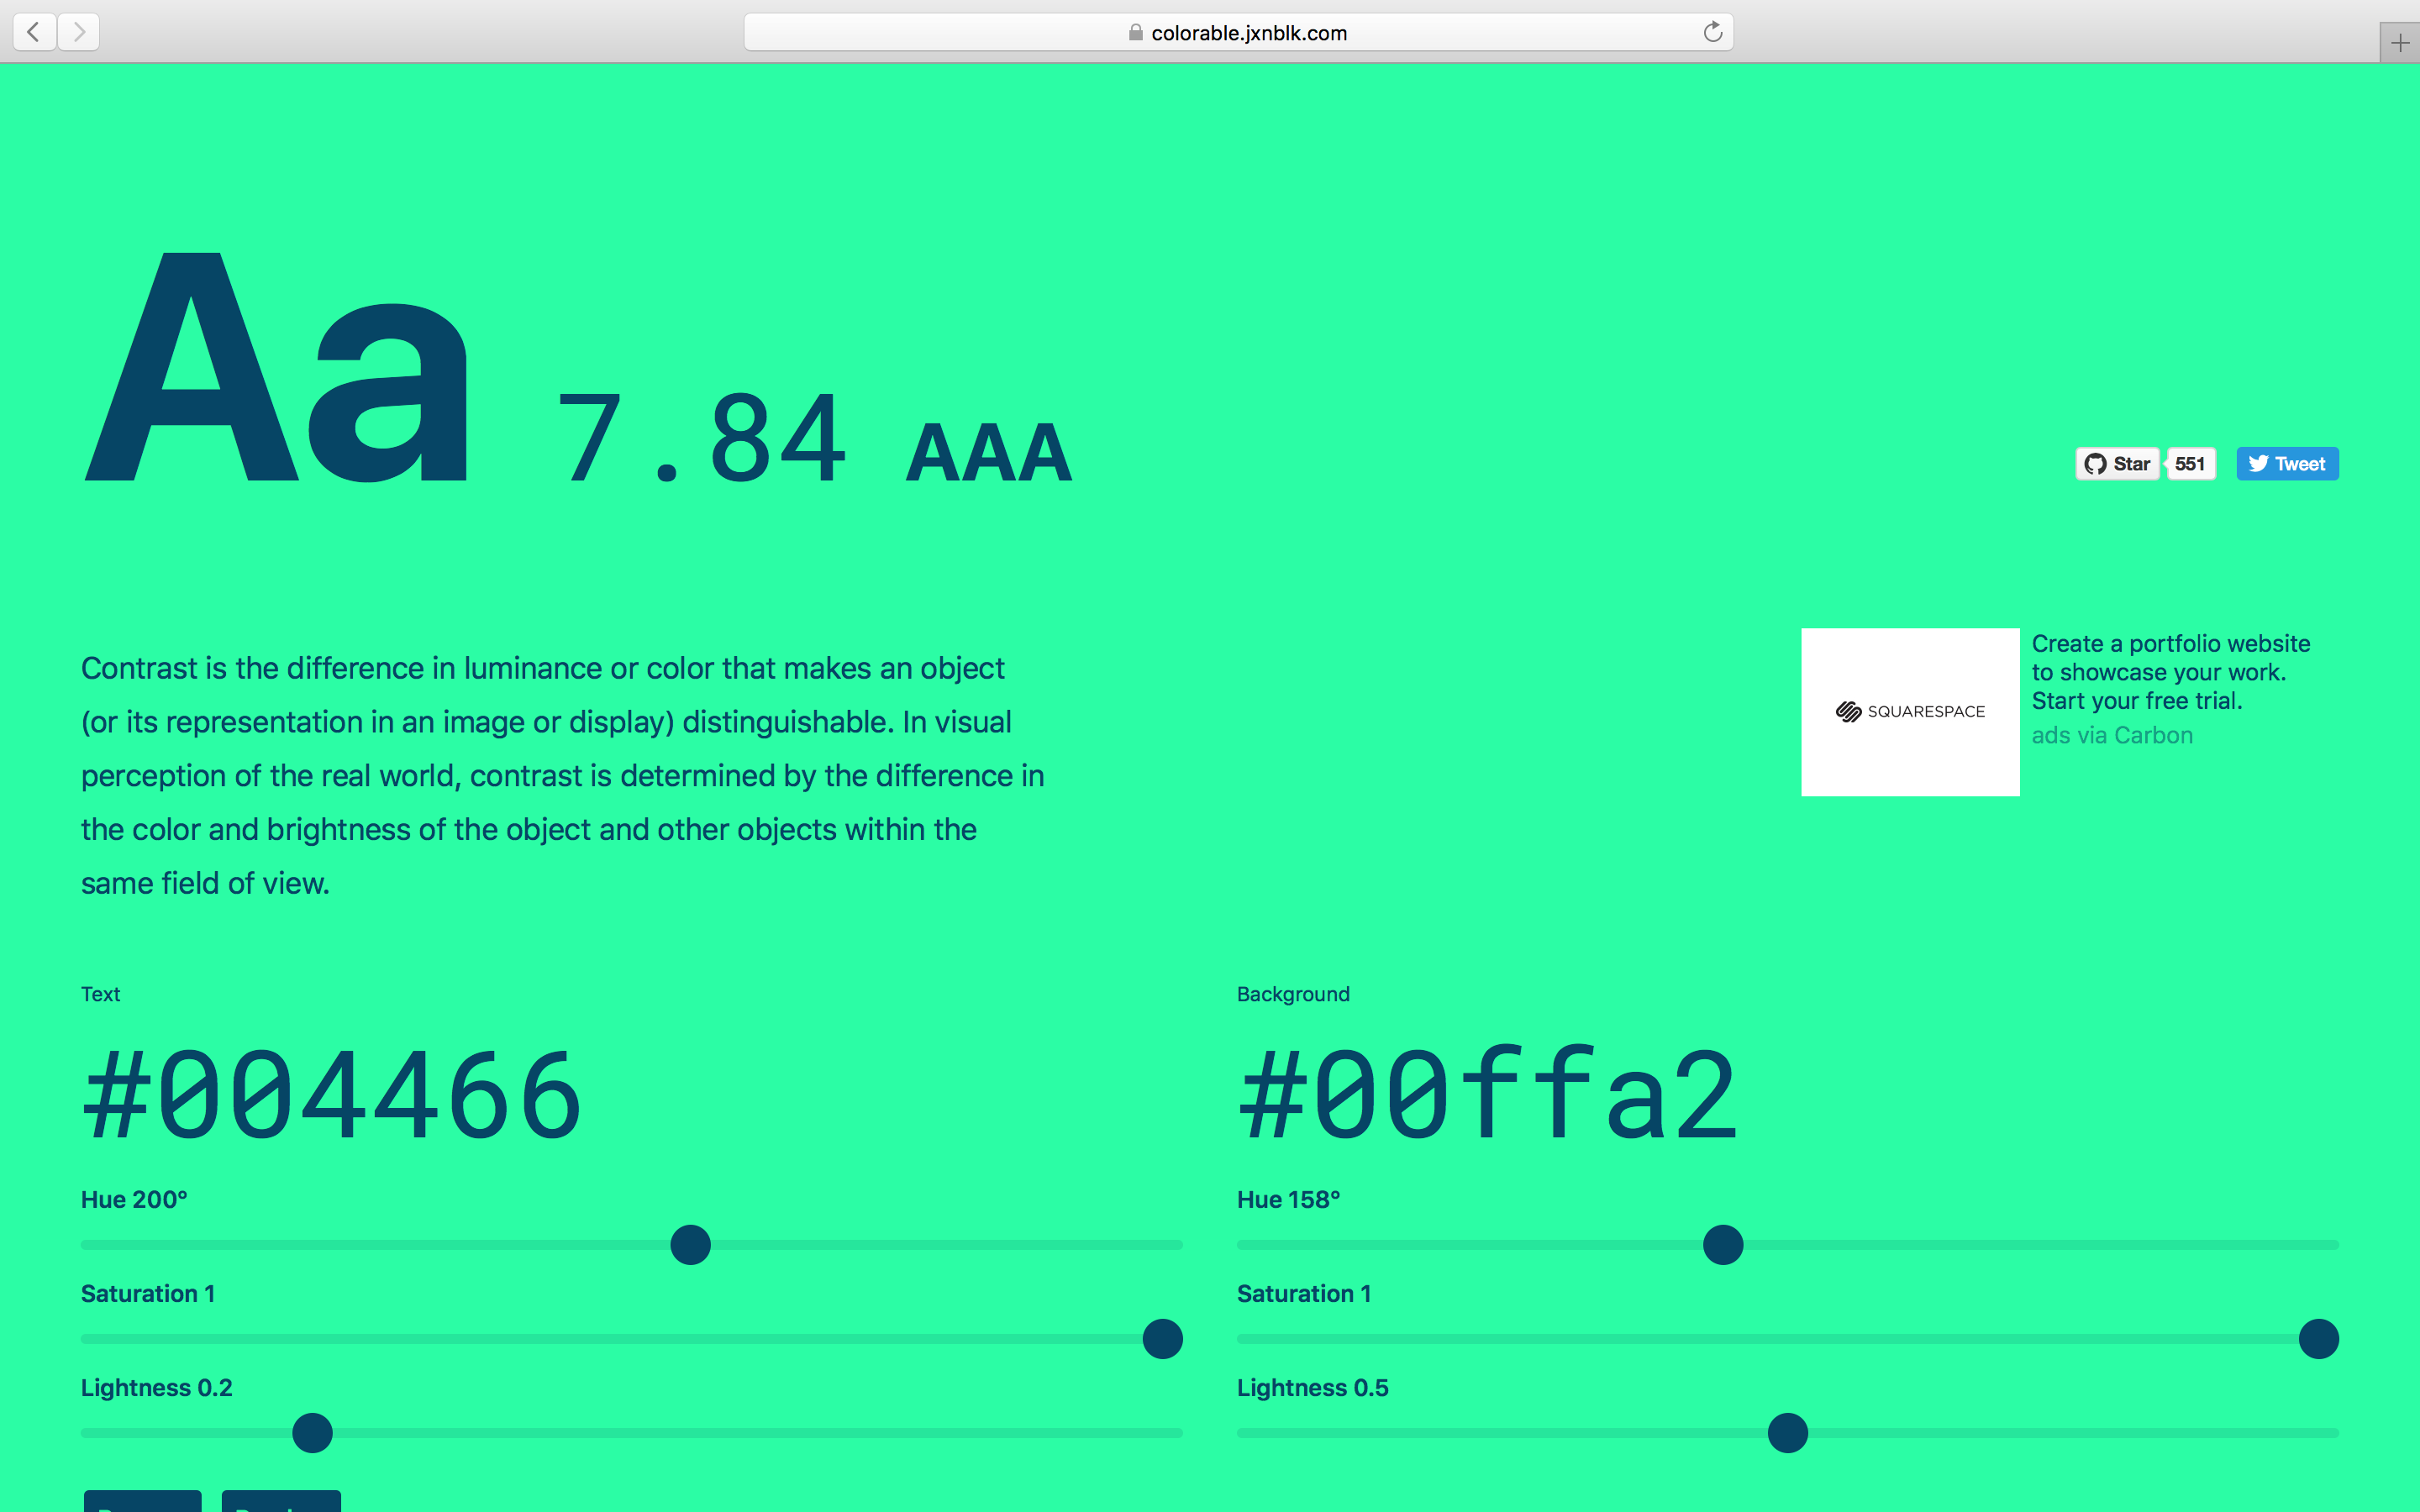 colorable.jxnblk.com
Aa 7.84 AAA
Star 551 Tweet
Contrast is the difference in luminance or color that makes an object
(or its representation in an image or display) distinguishable. In visual
perception of the real world, contrast is determined by the difference in
the color and brightness of the object and other objects within the
same field of view.
SQUARESPACE
Create a portfolio website
to showcase your work.
Start your free trial.
ads via Carbon
Text
#004466
Hue 200°
Saturation 1
Lightness 0.2
Background
#00ffa2
Hue 158°
Saturation 1
Lightness 0.5